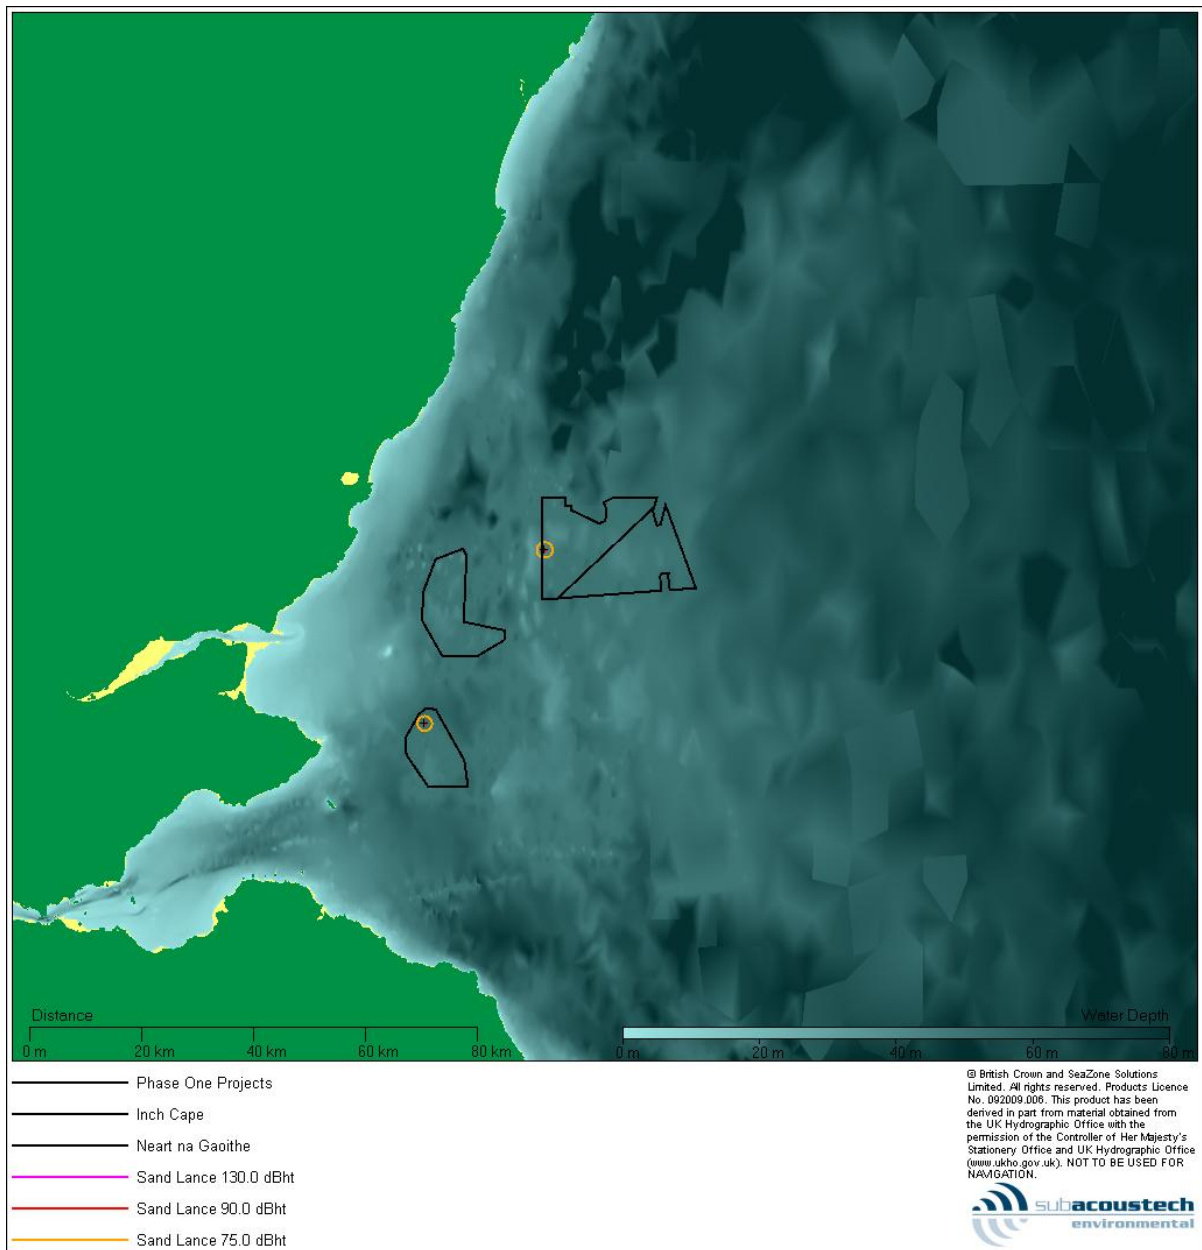 Distance
0 m 20 km 40 km 60 km 80 km
Water Depth
0 m 20 m 40 m 60 m 80 m
Phase One Projects
Inch Cape
Neart na Gaoithe
Sand Lance 130.0 dBht
Sand Lance 90.0 dBht
Sand Lance 75.0 dBht
© British Crown and SeaZone Solutions
Limited. All rights reserved. Products Licence
No. 092009.006. This product has been
derived in part from material obtained from
the UK Hydrographic Office with the
permission of the Controller of Her Majesty's
Stationery Office and UK Hydrographic Office
(www.ukho.gov.uk). NOT TO BE USED FOR
NAVIGATION.
subacoustech
environmental